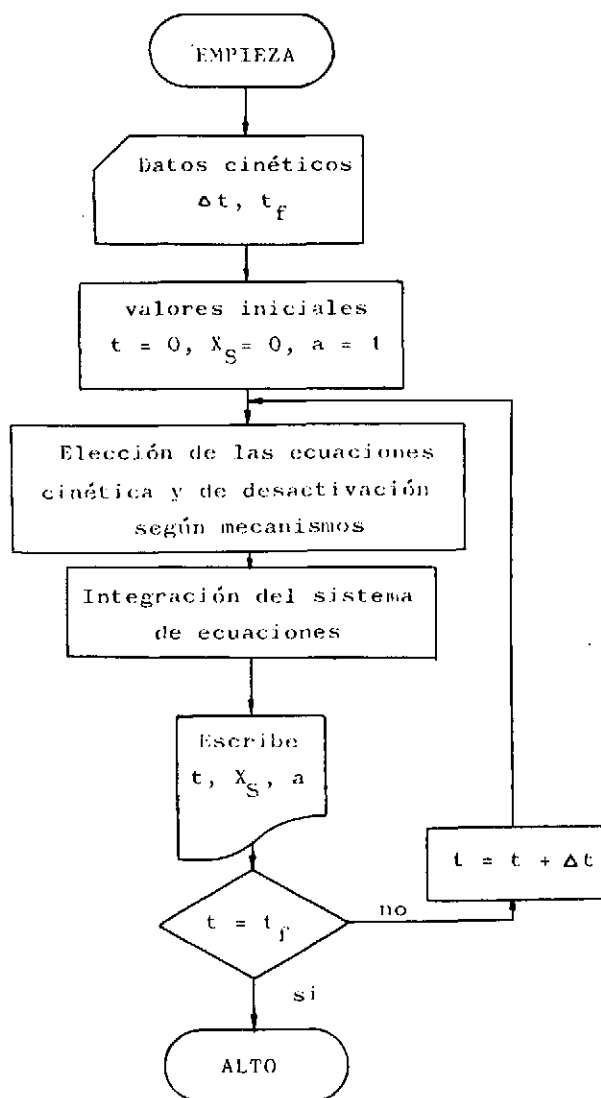 EMPIEZA
Datos cinéticos
Δt, t_f
valores iniciales
t = 0, X_S = 0, a = 1
Elección de las ecuaciones
cinética y de desactivación
según mecanismos
Integración del sistema
de ecuaciones
Escribe
t, X_S, a
t = t + Δt
t = t_f
no
si
ALTO